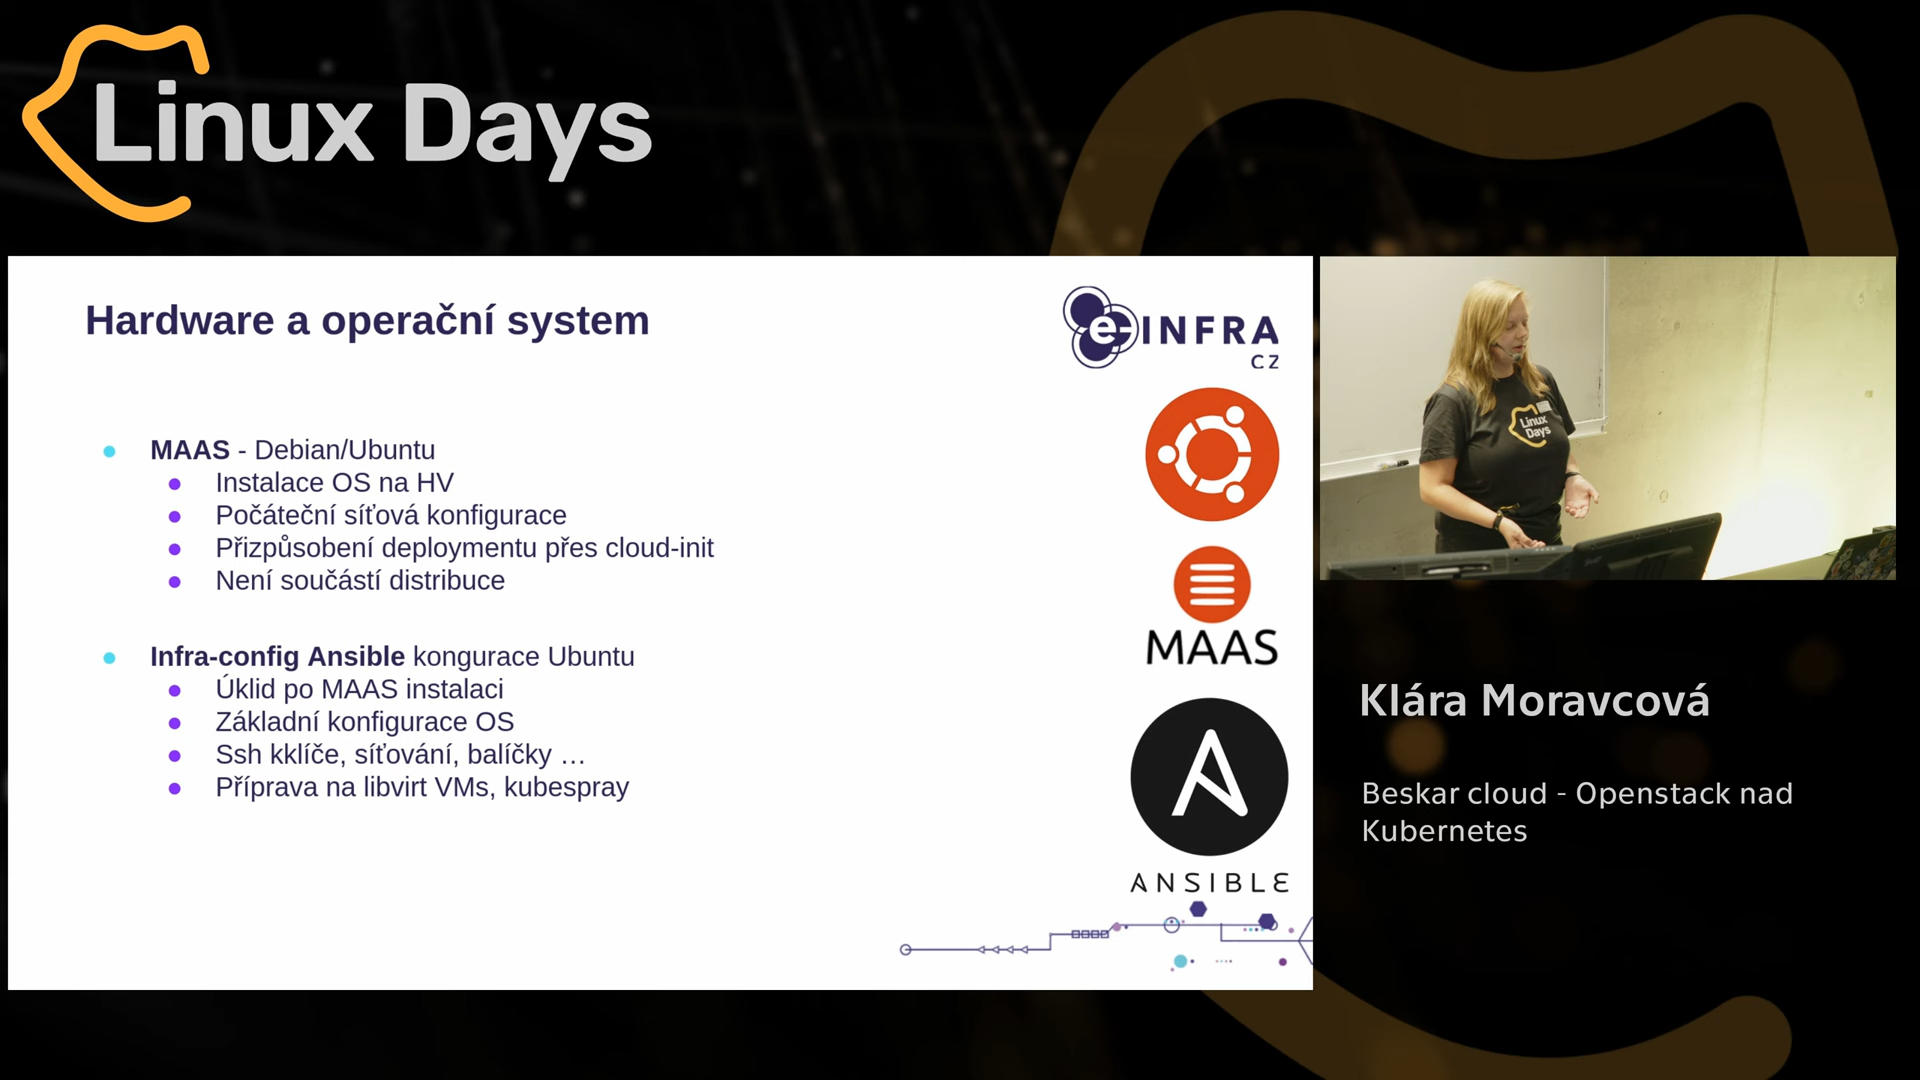 Linux Days
Hardware a operační system
e-INFRA
CZ
MAAS - Debian/Ubuntu
Instalace OS na HV
Počáteční síťová konfigurace
Přizpůsobení deploymentu přes cloud-init
Není součástí distribuce
Infra-config Ansible kongurace Ubuntu
Úklid po MAAS instalaci
Základní konfigurace OS
Ssh kklíče, síťování, balíčky …
Příprava na libvirt VMs, kubespray
MAAS
ANSIBLE
Linux
Days
Klára Moravcová
Beskar cloud - Openstack nad
Kubernetes